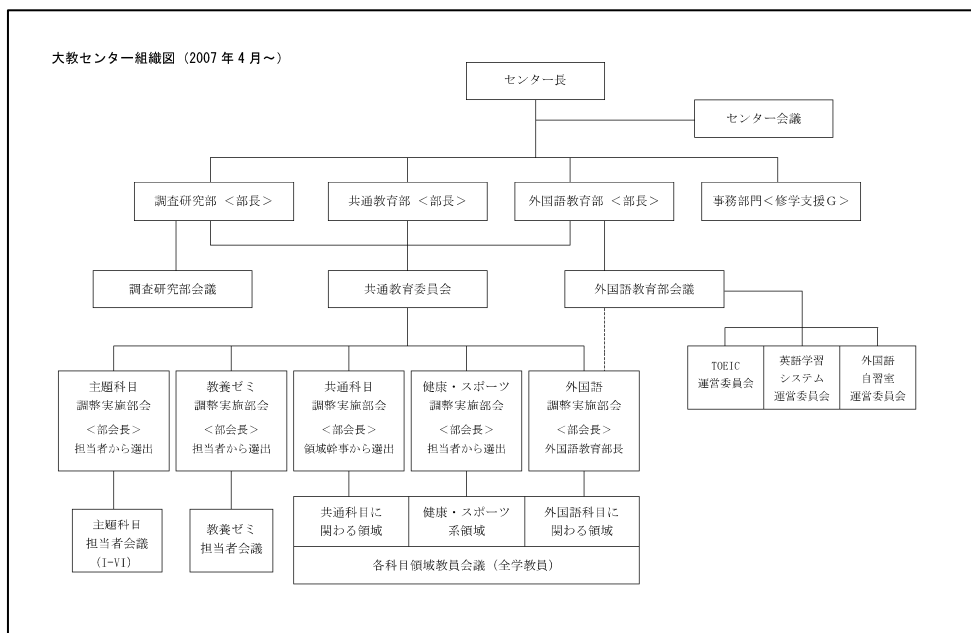 大教センター組織図（2007年4月～）
センター長
センター会議
調査研究部 ＜部長＞
共通教育部 ＜部長＞
外国語教育部 ＜部長＞
事務部門＜修学支援G＞
調査研究部会議
共通教育委員会
外国語教育部会議
TOEIC
運営委員会
英語学習
システム
運営委員会
外国語
自習室
運営委員会
主題科目
調整実施部会
＜部会長＞
担当者から選出
教養ゼミ
調整実施部会
＜部会長＞
担当者から選出
共通科目
調整実施部会
＜部会長＞
領域幹事から選出
健康・スポーツ
調整実施部会
＜部会長＞
担当者から選出
外国語
調整実施部会
＜部会長＞
外国語教育部長
主題科目
担当者会議
(I-VI)
教養ゼミ
担当者会議
共通科目に
関わる領域
健康・スポーツ
系領域
外国語科目に
関わる領域
各科目領域教員会議（全学教員）